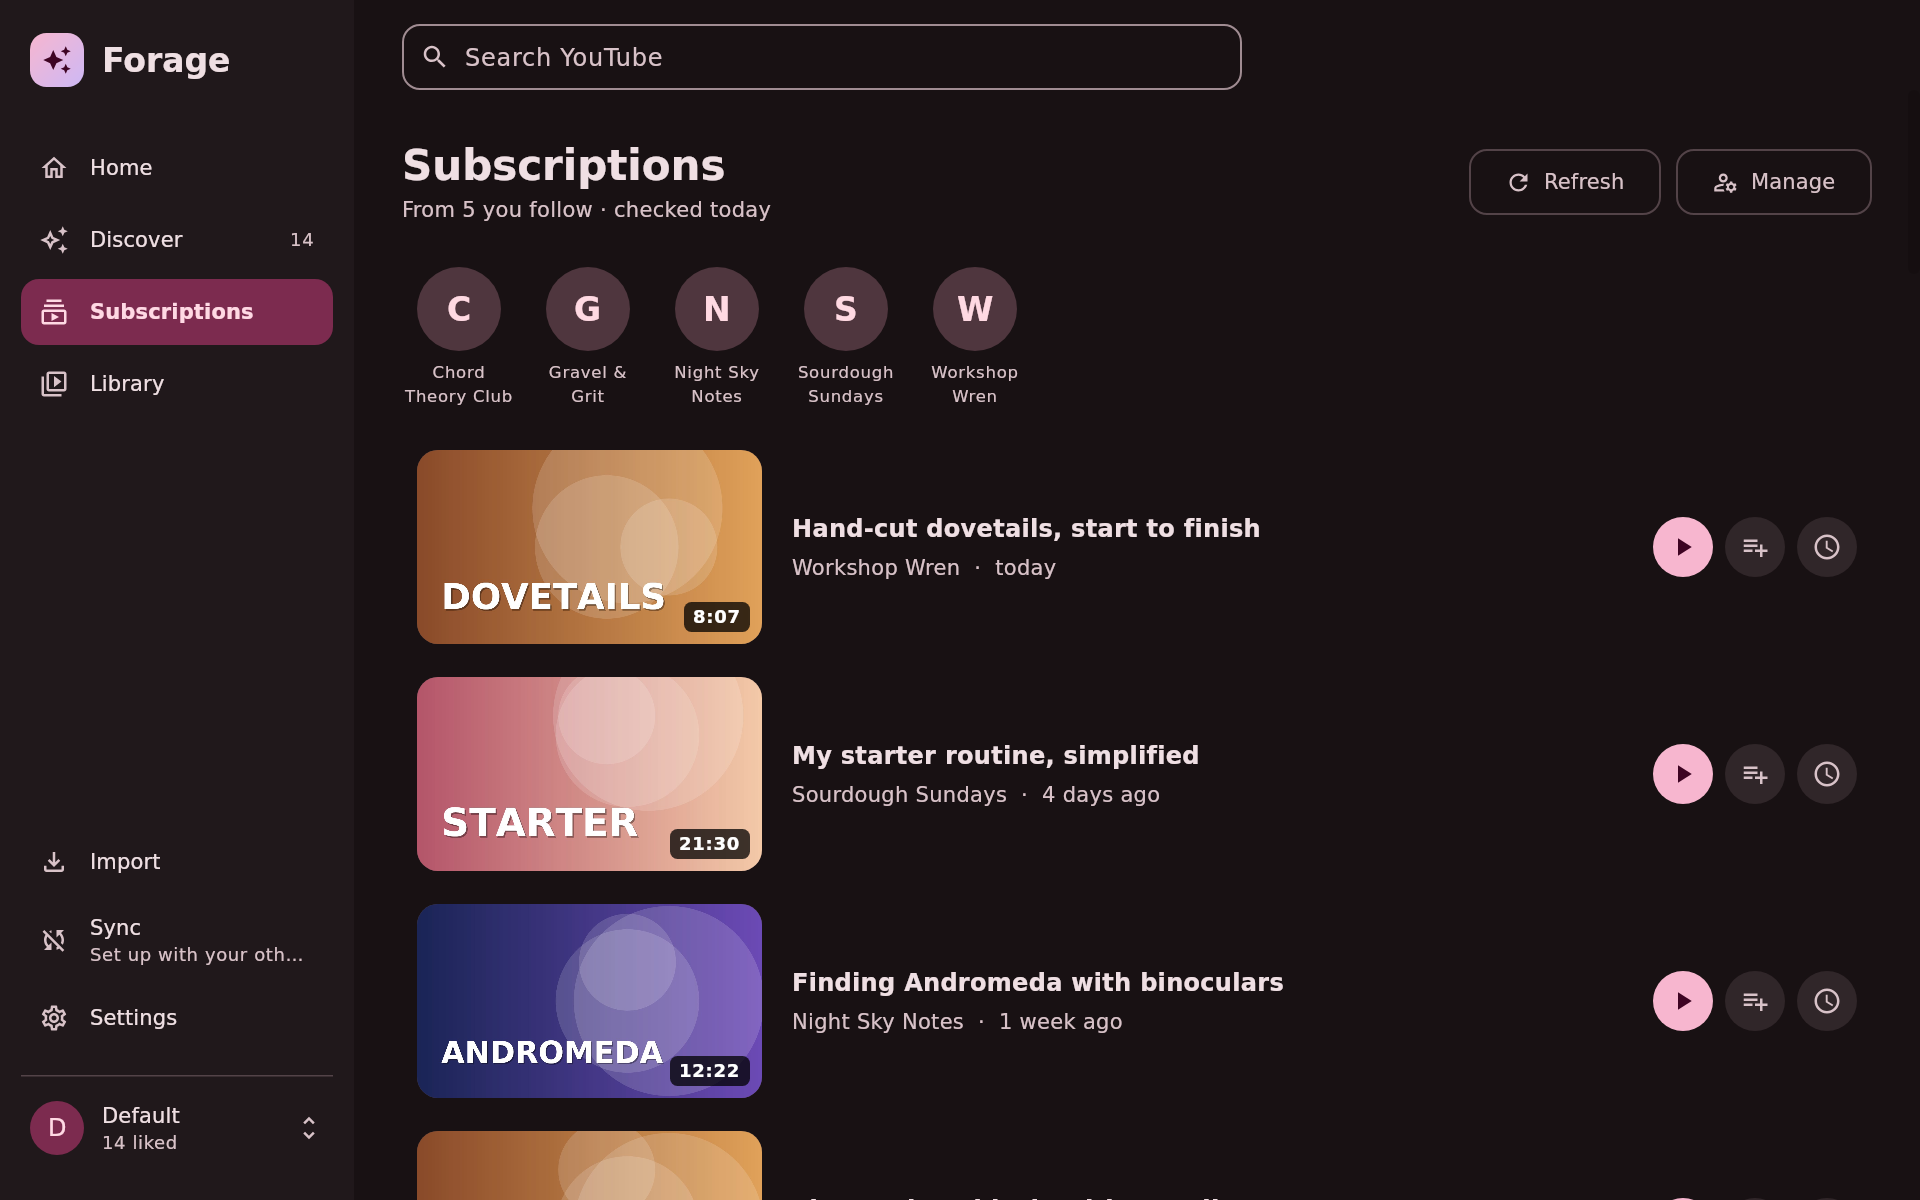 Forage
Search YouTube
Home
Discover 14
Subscriptions
Library
Import
Sync
Set up with your oth...
Settings
D
Default
14 liked
Subscriptions
From 5 you follow · checked today
Refresh
Manage
C
Chord
Theory Club
G
Gravel &
Grit
N
Night Sky
Notes
S
Sourdough
Sundays
W
Workshop
Wren
DOVETAILS
8:07
Hand-cut dovetails, start to finish
Workshop Wren · today
STARTER
21:30
My starter routine, simplified
Sourdough Sundays · 4 days ago
ANDROMEDA
12:22
Finding Andromeda with binoculars
Night Sky Notes · 1 week ago